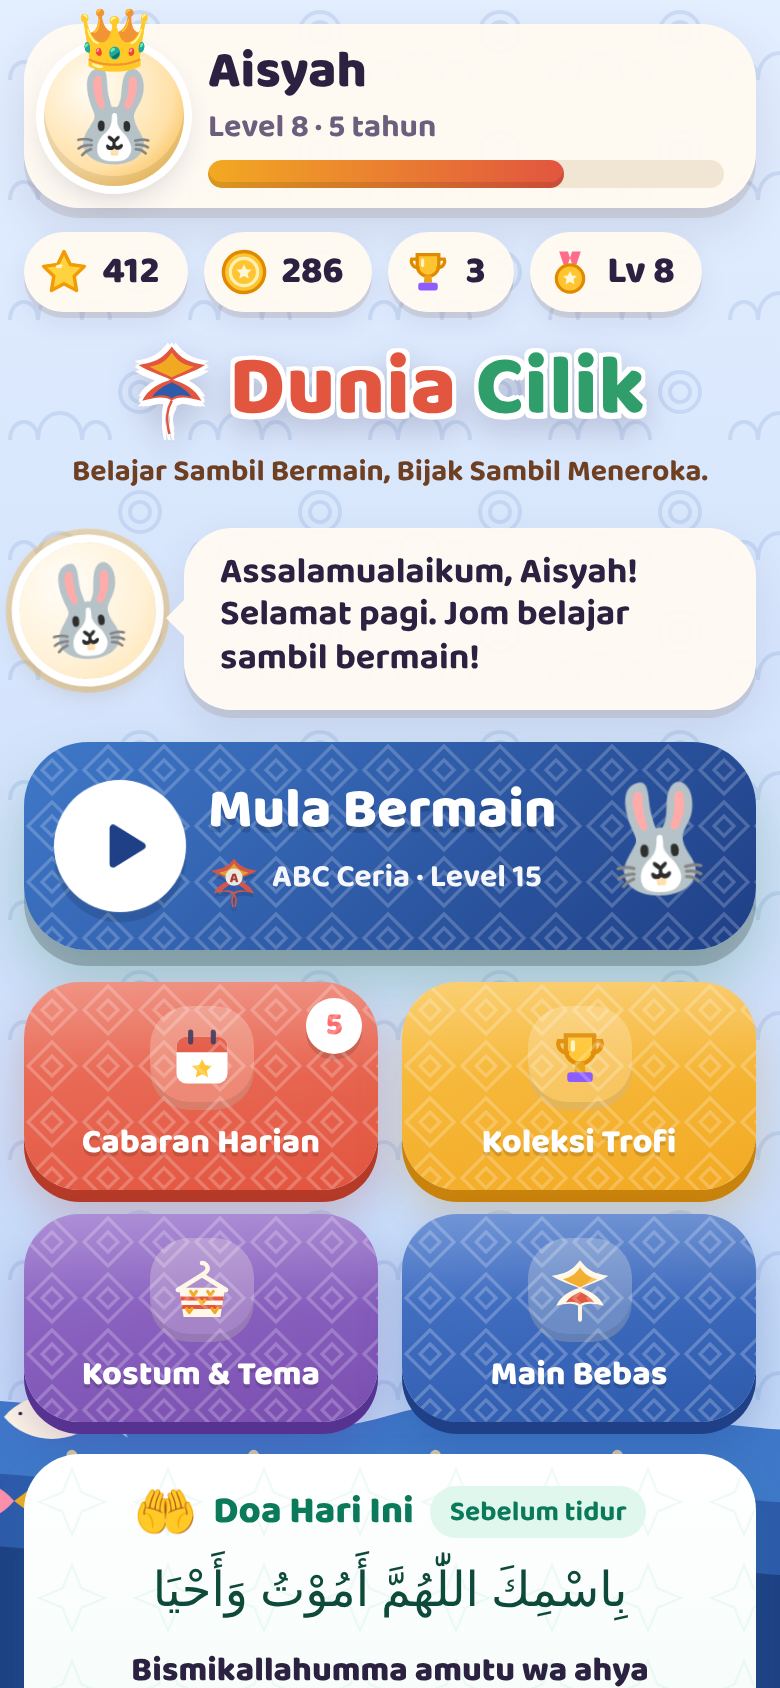 Aisyah
Level 8 · 5 tahun
412
286
3
Lv 8
Dunia Cilik
Belajar Sambil Bermain, Bijak Sambil Meneroka.
Assalamualaikum, Aisyah!
Selamat pagi. Jom belajar
sambil bermain!
Mula Bermain
A
ABC Ceria · Level 15
5
Cabaran Harian
Koleksi Trofi
Kostum & Tema
Main Bebas
Doa Hari Ini
Sebelum tidur
بِاسْمِكَ اللّٰهُمَّ أَمُوْتُ وَأَحْيَا
Bismikallahumma amutu wa ahya